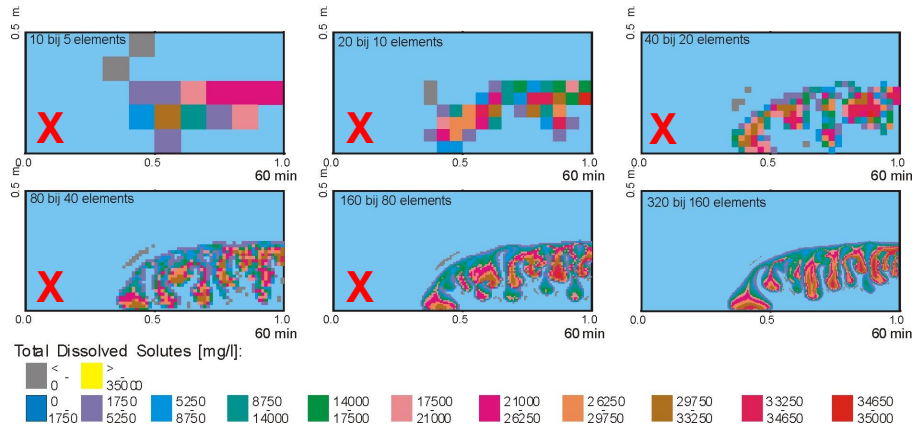 0.5 m.
10 bij 5 elements
X
0.0 0.5 1.0
60 min
20 bij 10 elements
X
0.0 0.5 1.0
60 min
0.5 m.
40 bij 20 elements
X
0.0 0.5 1.0
60 min
0.5 m.
80 bij 40 elements
X
0.0 0.5 1.0
60 min
160 bij 80 elements
X
0.0 0.5 1.0
60 min
0.5 m.
320 bij 160 elements
0.0 0.5 1.0
60 min
Total Dissolved Solutes [mg/l]:
< - 0
> - 35000
0 - 1750
1750 - 5250
5250 - 8750
8750 - 14000
14000 - 17500
17500 - 21000
21000 - 26250
26250 - 29750
29750 - 33250
33250 - 34650
34650 - 35000